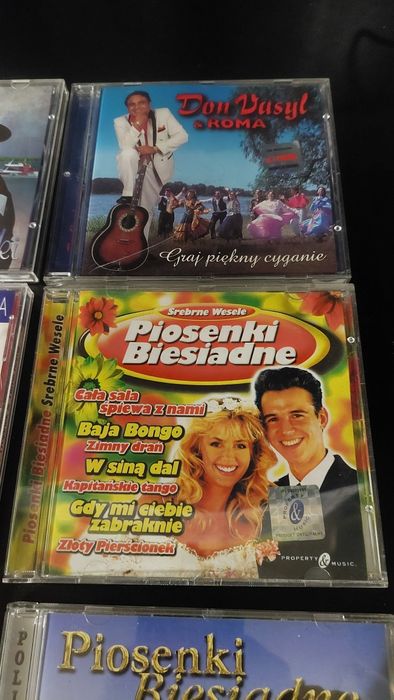 Don Vasyl
& ROMA
Graj piękny cyganie
Srebrne Wesele
Piosenki
Biesiadne
Cała sala
śpiewa z nami
Baja Bongo
Zimny drań
W siną dal
Kapitańskie tango
Gdy mi ciebie
zabraknie
Złoty Pierścionek
PROPERTY & MUSIC
Piosenki Biesiadne Srebrne Wesele
Piosenki
Biesiadne